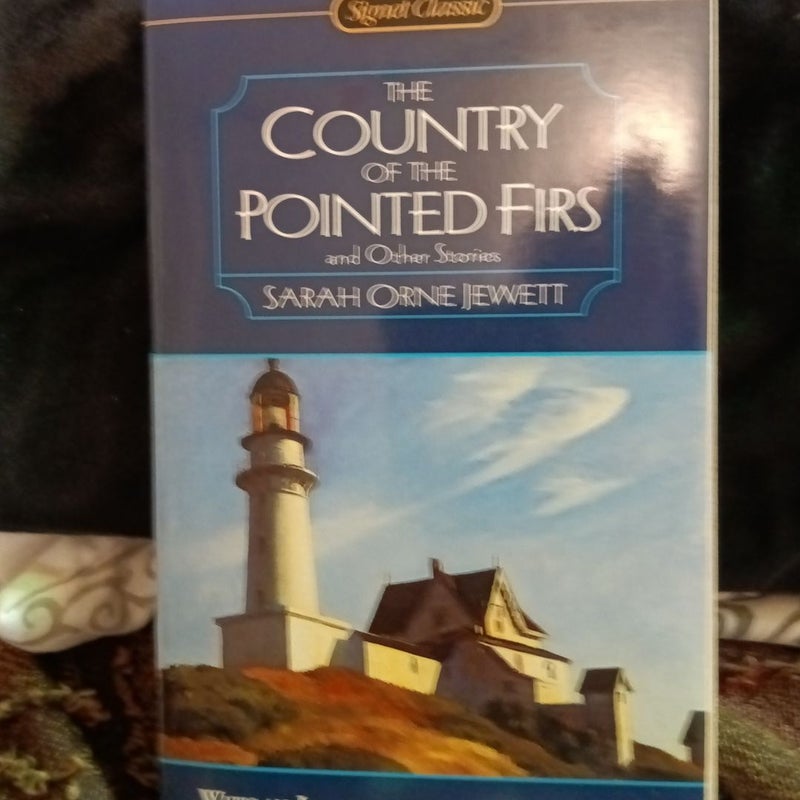 Signet Classic
THE
COUNTRY
OF THE
POINTED FIRS
and Other Stories
SARAH ORNE JEWETT